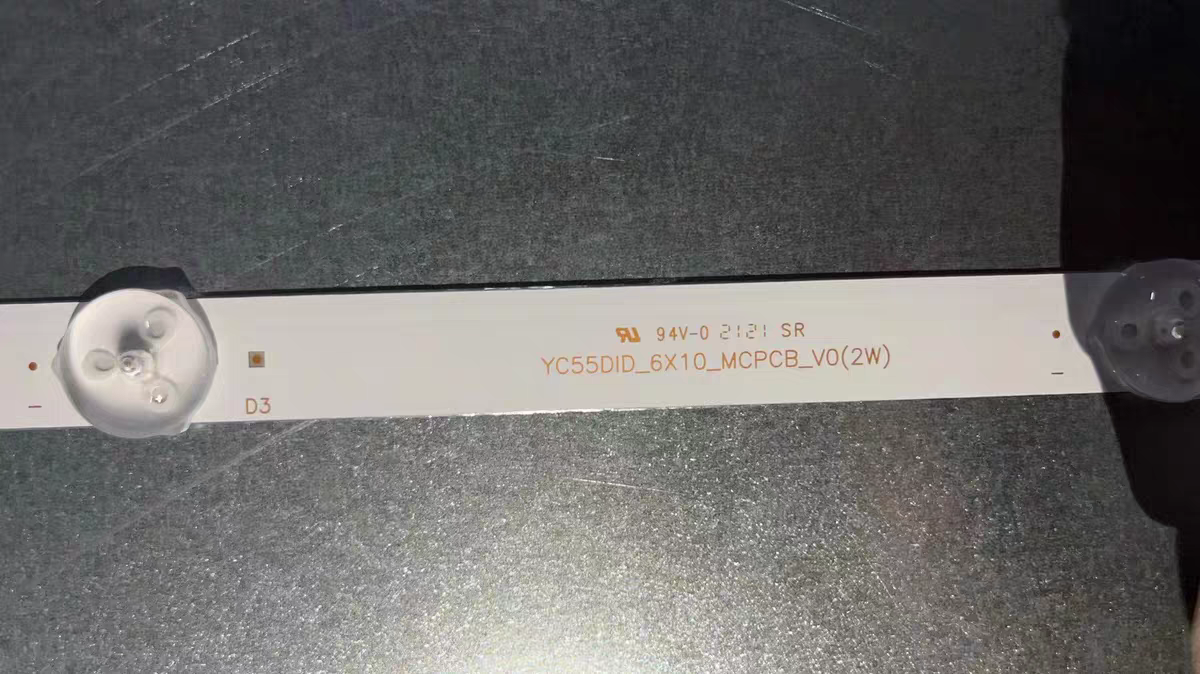 94V-0 2121 SR
YC55DID_6X10_MCPCB_V0(2W)
D3